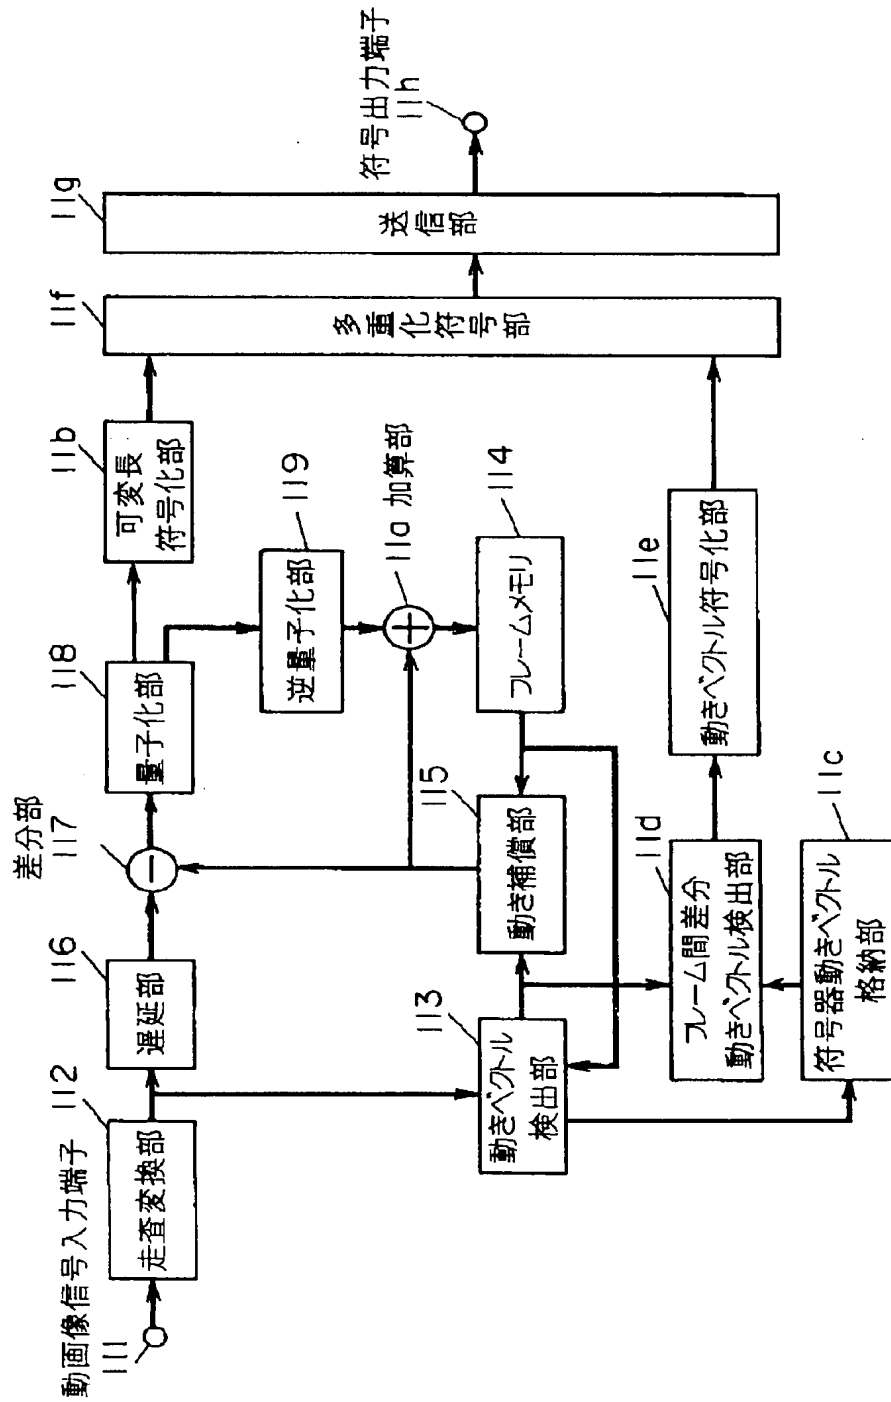 動画像信号入力端子
111
112
走査変換部
116
遅延部
差分部
117
118
量子化部
11b
可変長
符号化部
11f
多重化符号部
11g
送信部
符号出力端子
11h
119
逆量子化部
11a 加算部
114
フレームメモリ
115
動き補償部
113
動きベクトル
検出部
11d
フレーム間差分
動きベクトル検出部
11e
動きベクトル符号化部
11c
符号器動きベクトル
格納部